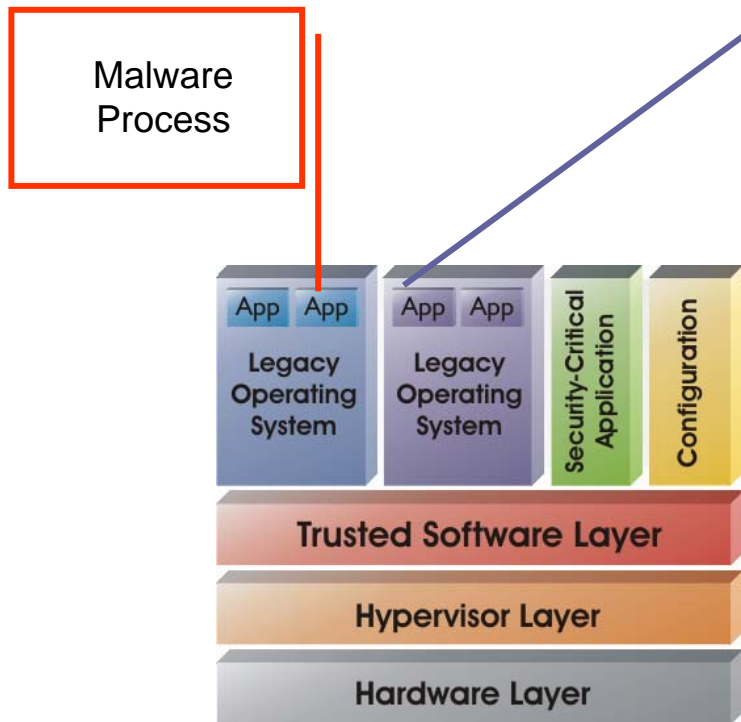 Malware
Process
App App
Legacy
Operating
System
App App
Legacy
Operating
System
Security-Critical
Application
Configuration
Trusted Software Layer
Hypervisor Layer
Hardware Layer